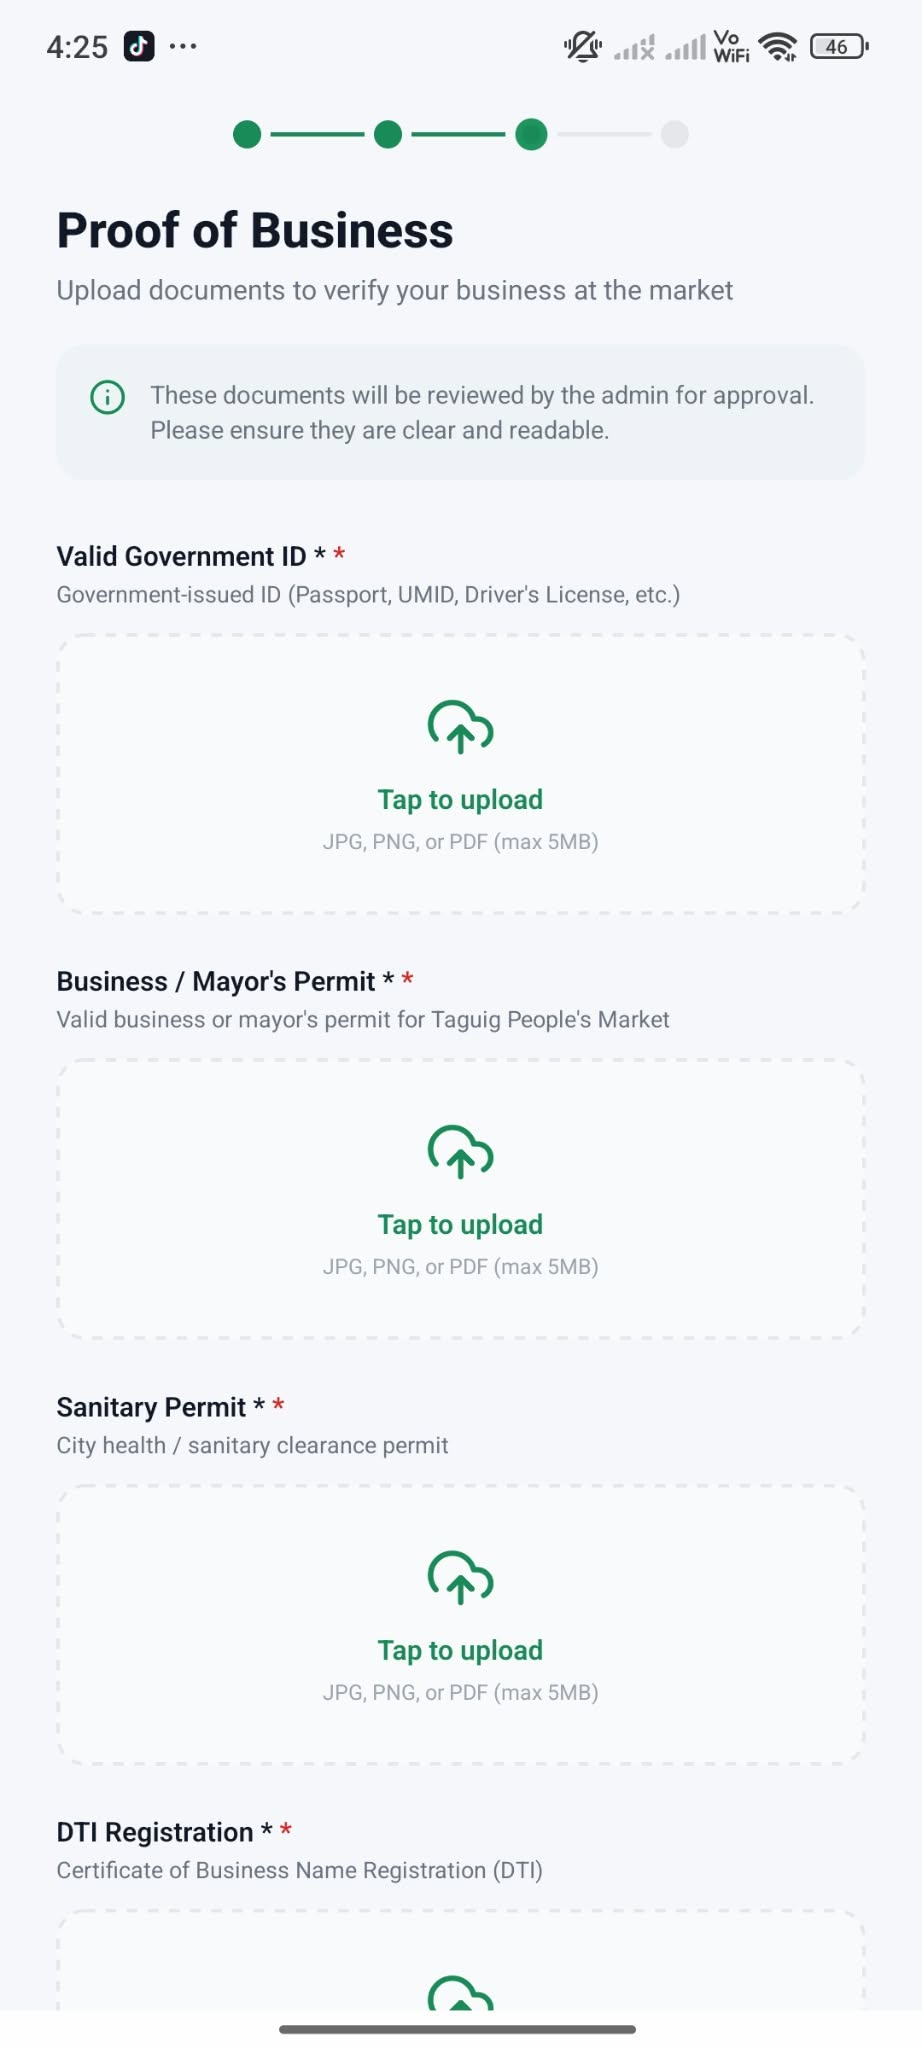 4:25
Vo
WiFi
46
Proof of Business
Upload documents to verify your business at the market
These documents will be reviewed by the admin for approval.
Please ensure they are clear and readable.
Valid Government ID * *
Government-issued ID (Passport, UMID, Driver's License, etc.)
Tap to upload
JPG, PNG, or PDF (max 5MB)
Business / Mayor's Permit * *
Valid business or mayor's permit for Taguig People's Market
Tap to upload
JPG, PNG, or PDF (max 5MB)
Sanitary Permit * *
City health / sanitary clearance permit
Tap to upload
JPG, PNG, or PDF (max 5MB)
DTI Registration * *
Certificate of Business Name Registration (DTI)